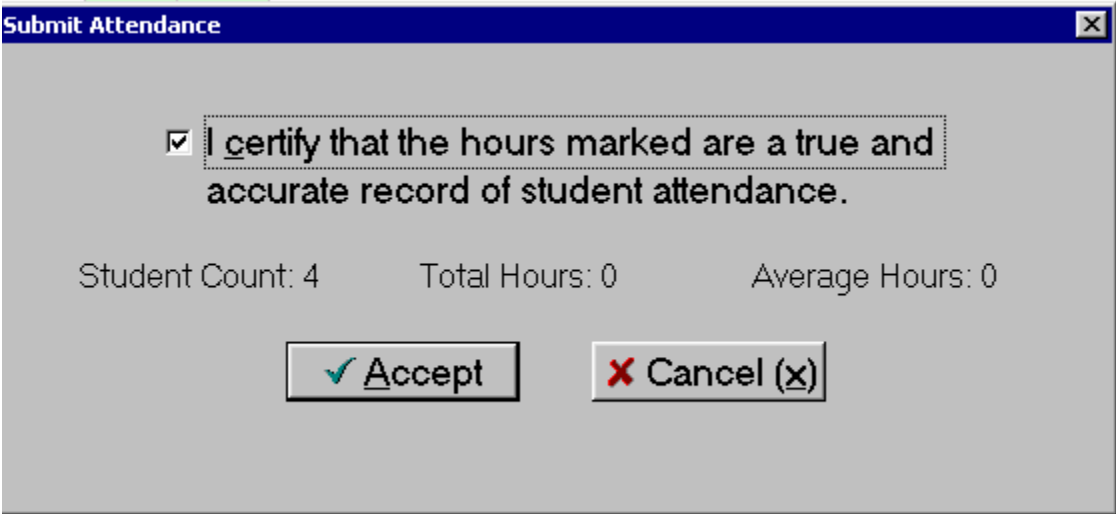 Submit Attendance
I certify that the hours marked are a true and
accurate record of student attendance.
Student Count: 4 Total Hours: 0 Average Hours: 0
Accept Cancel (x)